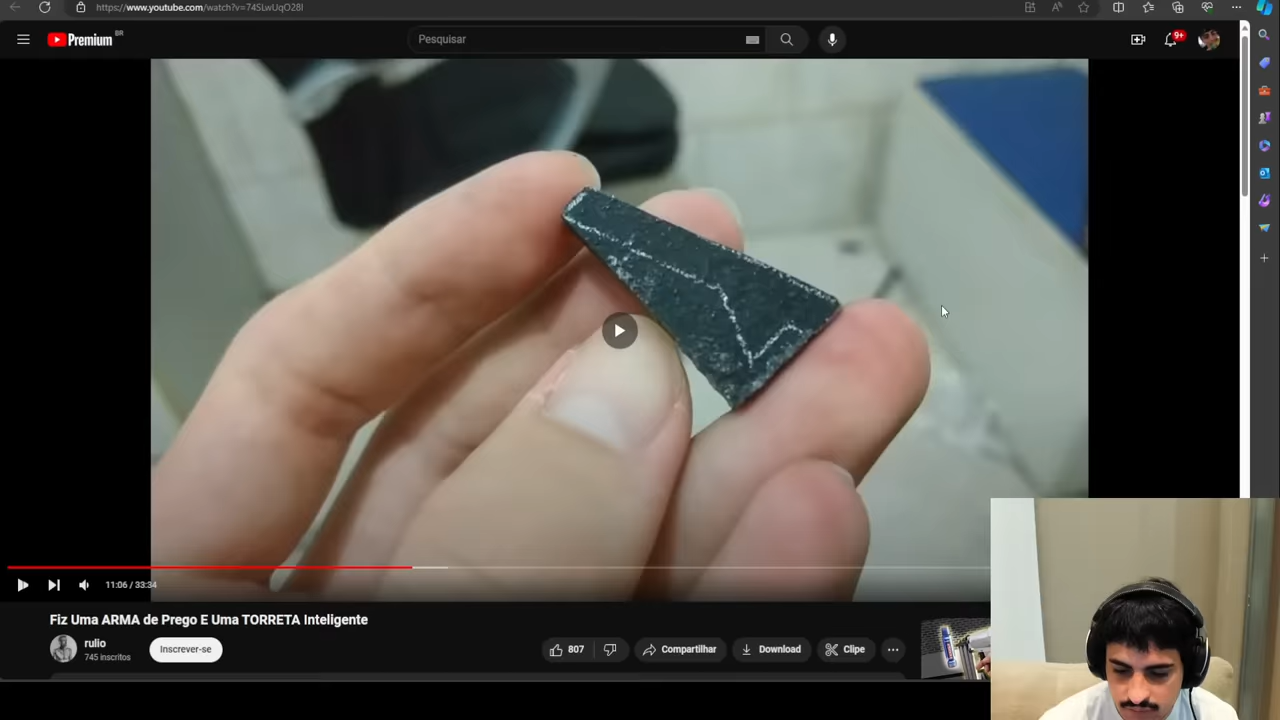 https://www.youtube.com/watch?v=745LwUqO28I
Premium BR
Pesquisar
9+
11:06 / 33:34
Fiz Uma ARMA de Prego E Uma TORRETA Inteligente
rulio
745 inscritos
Inscrever-se
807
Compartilhar
Download
Clipe